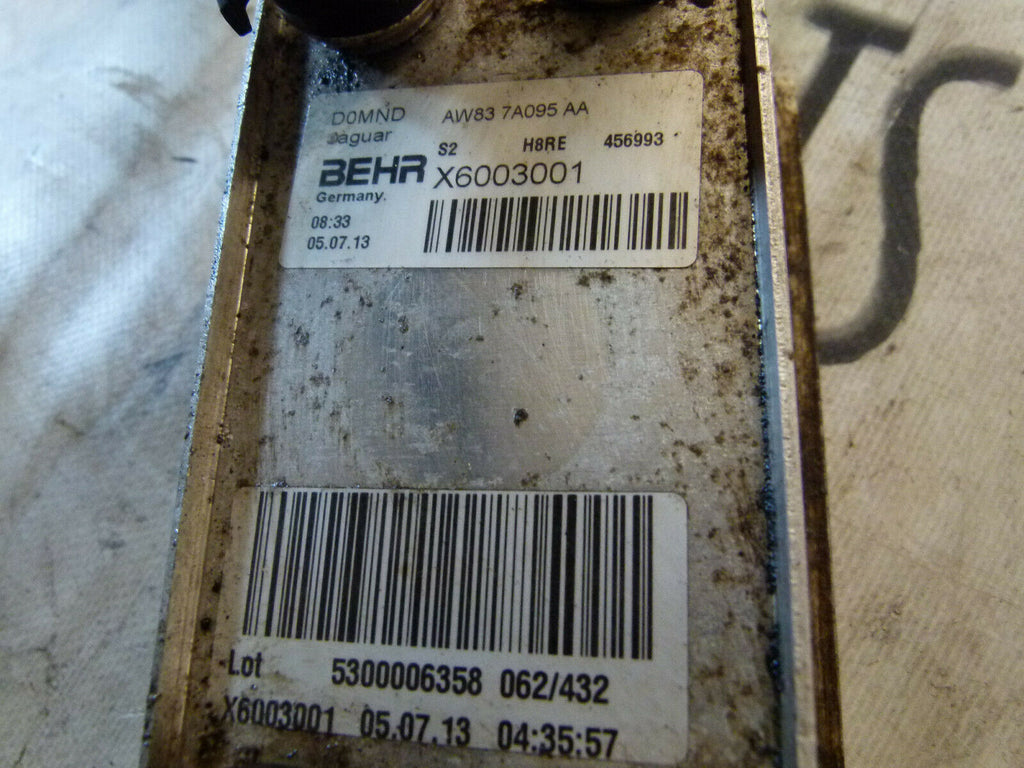 D0MND AW83 7A095 AA
Jaguar
S2 H8RE 456993
BEHR X6003001
Germany.
08:33
05.07.13
Lot 5300006358 062/432
X6003001 05.07.13 04:35:57